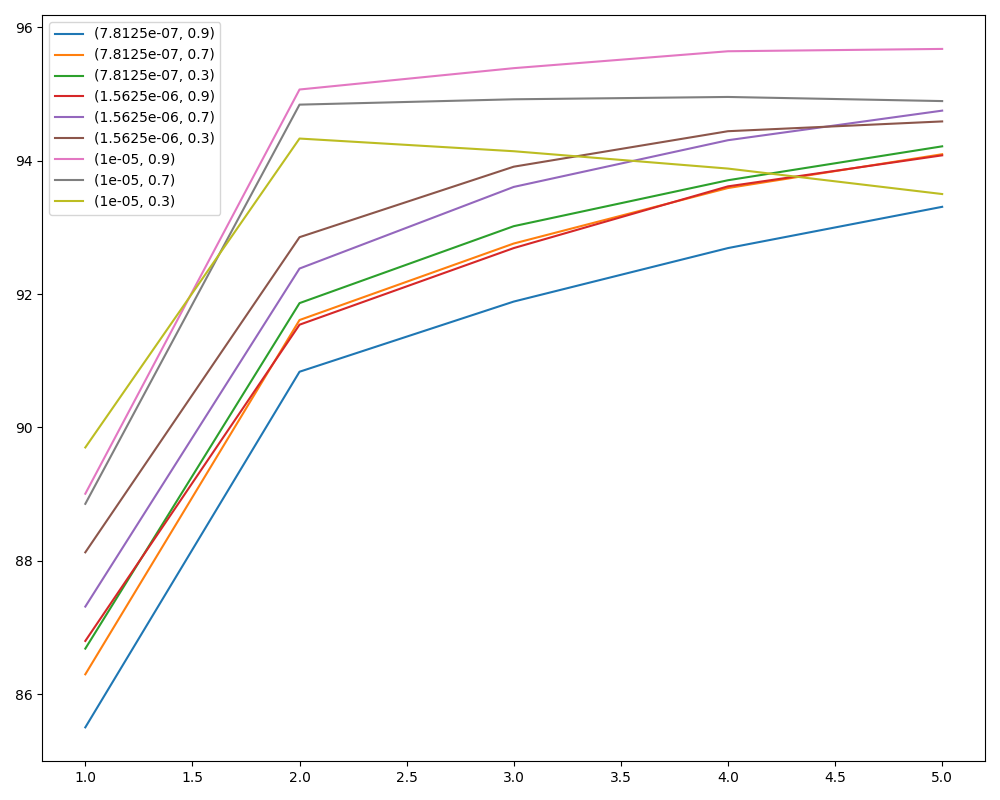 96
94
92
90
88
86
(7.8125e-07, 0.9)
(7.8125e-07, 0.7)
(7.8125e-07, 0.3)
(1.5625e-06, 0.9)
(1.5625e-06, 0.7)
(1.5625e-06, 0.3)
(1e-05, 0.9)
(1e-05, 0.7)
(1e-05, 0.3)
1.0 1.5 2.0 2.5 3.0 3.5 4.0 4.5 5.0